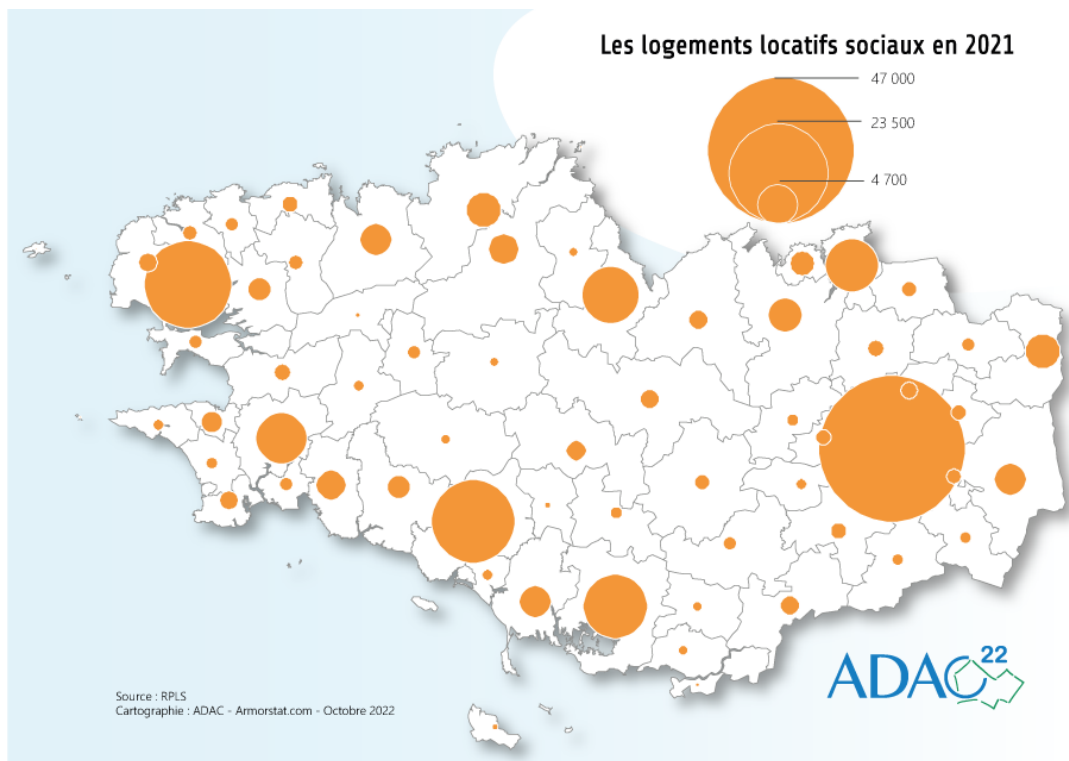 Les logements locatifs sociaux en 2021
47 000
23 500
4 700
ADAC 22
Source : RPLS
Cartographie : ADAC - Armorstat.com - Octobre 2022